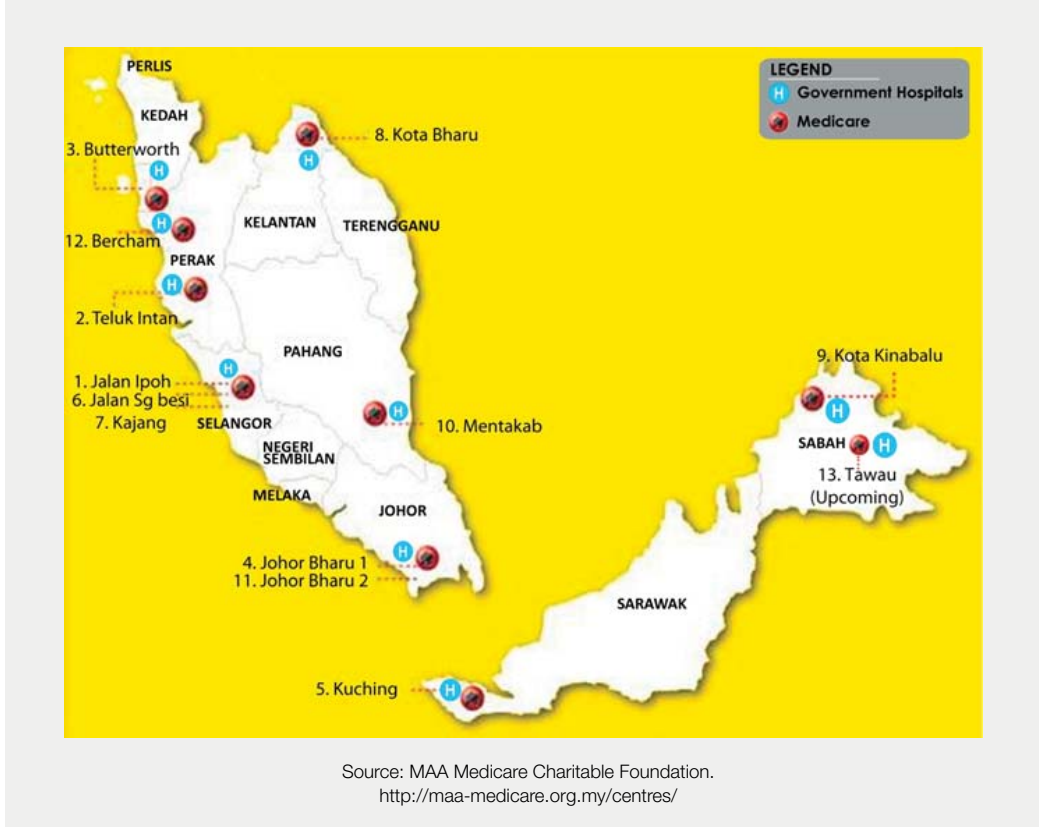 LEGEND
H Government Hospitals
Medicare
PERLIS
KEDAH
3. Butterworth
H
8. Kota Bharu
H
KELANTAN
TERENGGANU
H
12. Bercham
PERAK
H
2. Teluk Intan
PAHANG
H
1. Jalan Ipoh
6. Jalan Sg besi
7. Kajang
SELANGOR
H
10. Mentakab
NEGERI
SEMBILAN
MELAKA
JOHOR
H
4. Johor Bharu 1
11. Johor Bharu 2
9. Kota Kinabalu
H
SABAH
H
13. Tawau
(Upcoming)
SARAWAK
5. Kuching
H
Source: MAA Medicare Charitable Foundation.
http://maa-medicare.org.my/centres/